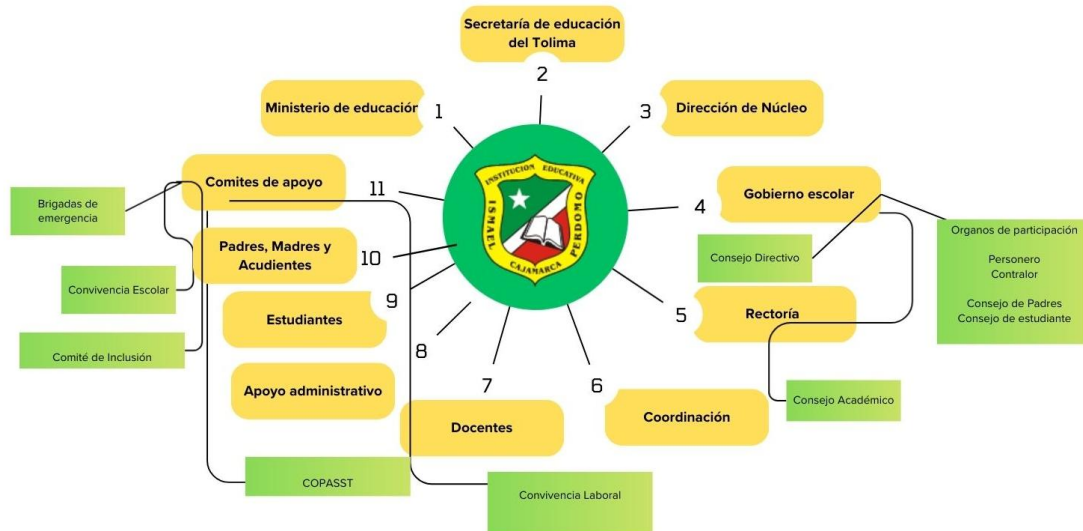 Secretaría de educación
del Tolima
2
Ministerio de educación
1
3
Dirección de Núcleo
INSTITUCION EDUCATIVA
ISMAEL
PERDOMO
CAJAMARCA
Comites de apoyo
11
4
Gobierno escolar
Brigadas de
emergencia
Organos de participación
Personero
Contralor
Consejo de Padres
Consejo de estudiante
Padres, Madres y
Acudientes
10
Consejo Directivo
Convivencia Escolar
9
Estudiantes
5
Rectoría
8
Comité de Inclusión
Apoyo administrativo
7
6
Consejo Académico
Docentes
Coordinación
COPASST
Convivencia Laboral